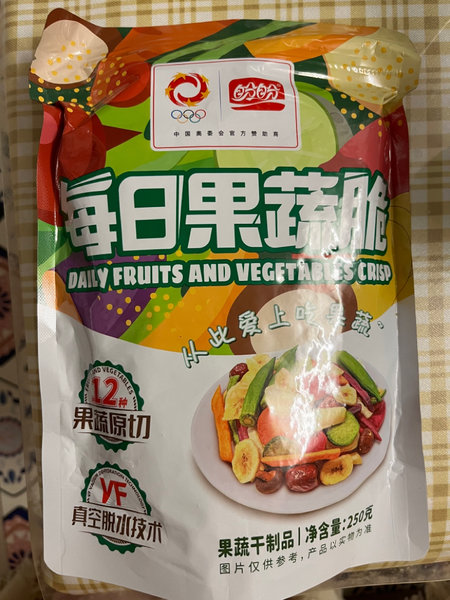 盼盼
中国奥委会官方赞助商
每日果蔬脆
DAILY FRUITS AND VEGETABLES CRISP
从此爱上吃果蔬.
12种
果蔬原切
VF
真空脱水技术
果蔬干制品|净含量:250克
图片仅供参考,产品以实物为准